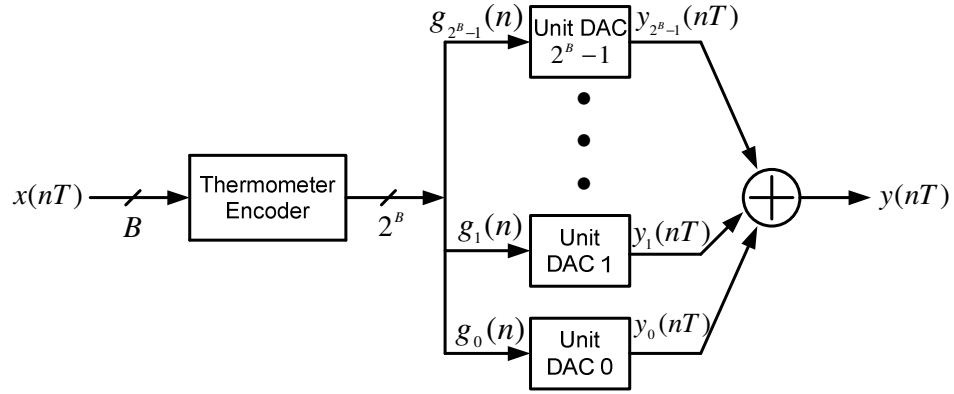 g_{2^B−1}(n)
Unit DAC
2^B −1
y_{2^B−1}(nT)
x(nT)
B
Thermometer
Encoder
2^B
y(nT)
g_1(n)
Unit
DAC 1
y_1(nT)
g_0(n)
Unit
DAC 0
y_0(nT)